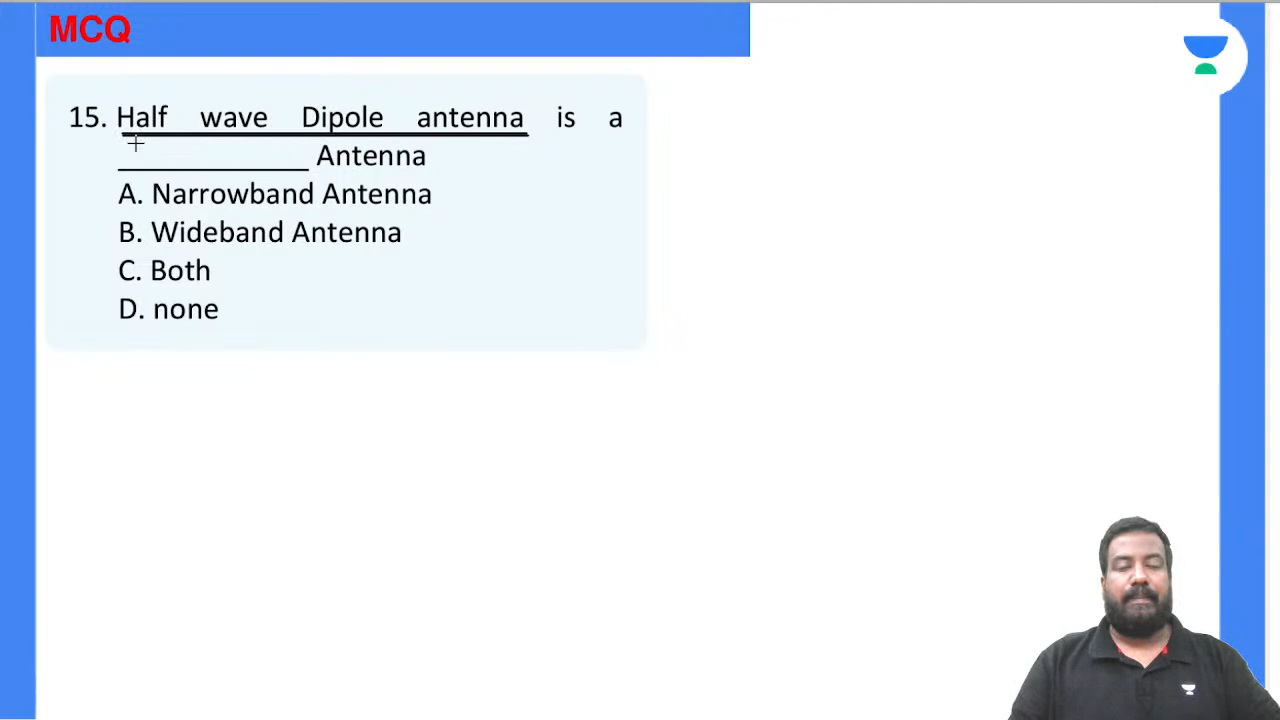 MCQ
15. Half wave Dipole antenna is a
_____________ Antenna
A. Narrowband Antenna
B. Wideband Antenna
C. Both
D. none